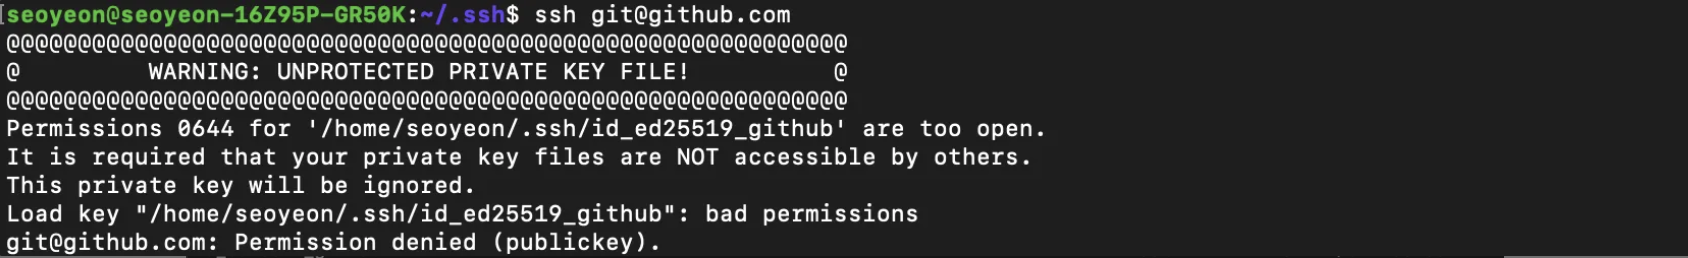 [seoyeon@seoyeon-16Z95P-GR50K:~/.ssh$ ssh git@github.com
@@@@@@@@@@@@@@@@@@@@@@@@@@@@@@@@@@@@@@@@@@@@@@@@@@@@@@@@@@@
@         WARNING: UNPROTECTED PRIVATE KEY FILE!          @
@@@@@@@@@@@@@@@@@@@@@@@@@@@@@@@@@@@@@@@@@@@@@@@@@@@@@@@@@@@
Permissions 0644 for '/home/seoyeon/.ssh/id_ed25519_github' are too open.
It is required that your private key files are NOT accessible by others.
This private key will be ignored.
Load key "/home/seoyeon/.ssh/id_ed25519_github": bad permissions
git@github.com: Permission denied (publickey).